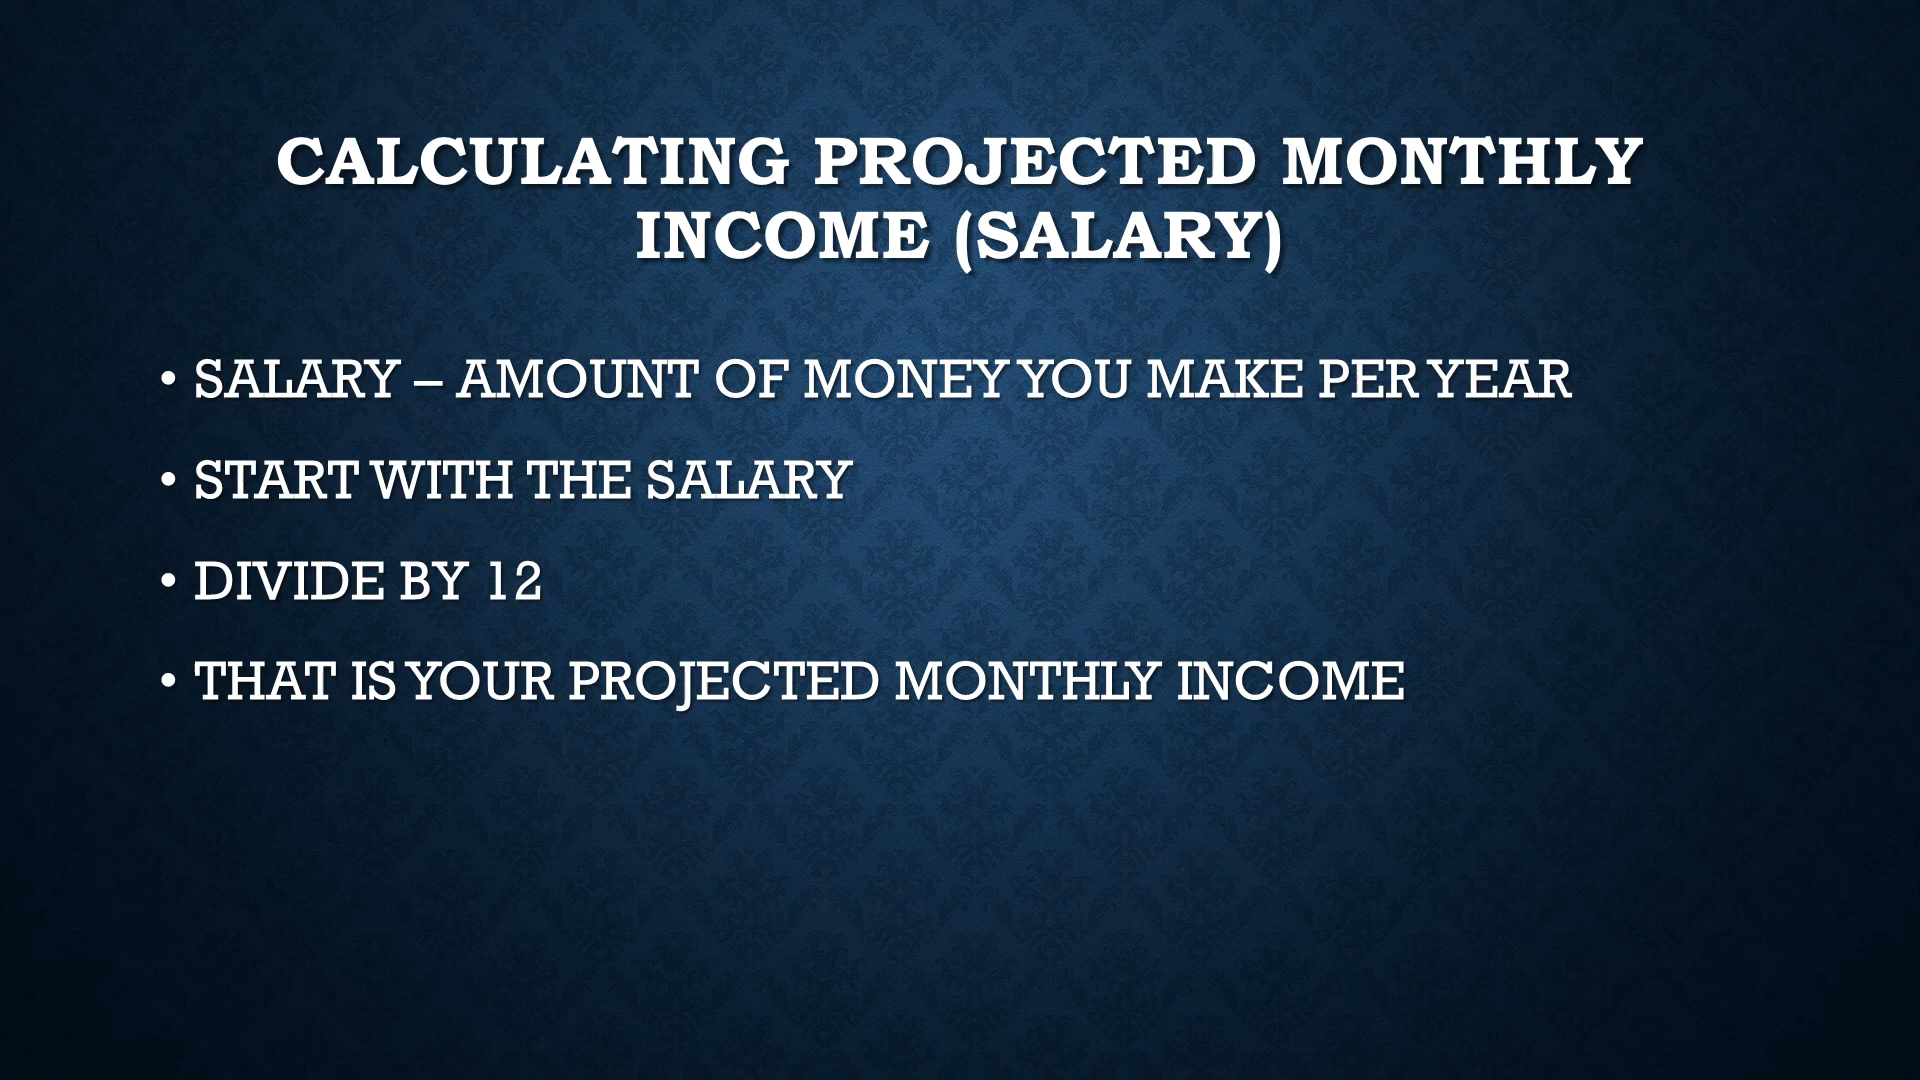 CALCULATING PROJECTED MONTHLY
INCOME (SALARY)
• SALARY – AMOUNT OF MONEY YOU MAKE PER YEAR
• START WITH THE SALARY
• DIVIDE BY 12
• THAT IS YOUR PROJECTED MONTHLY INCOME